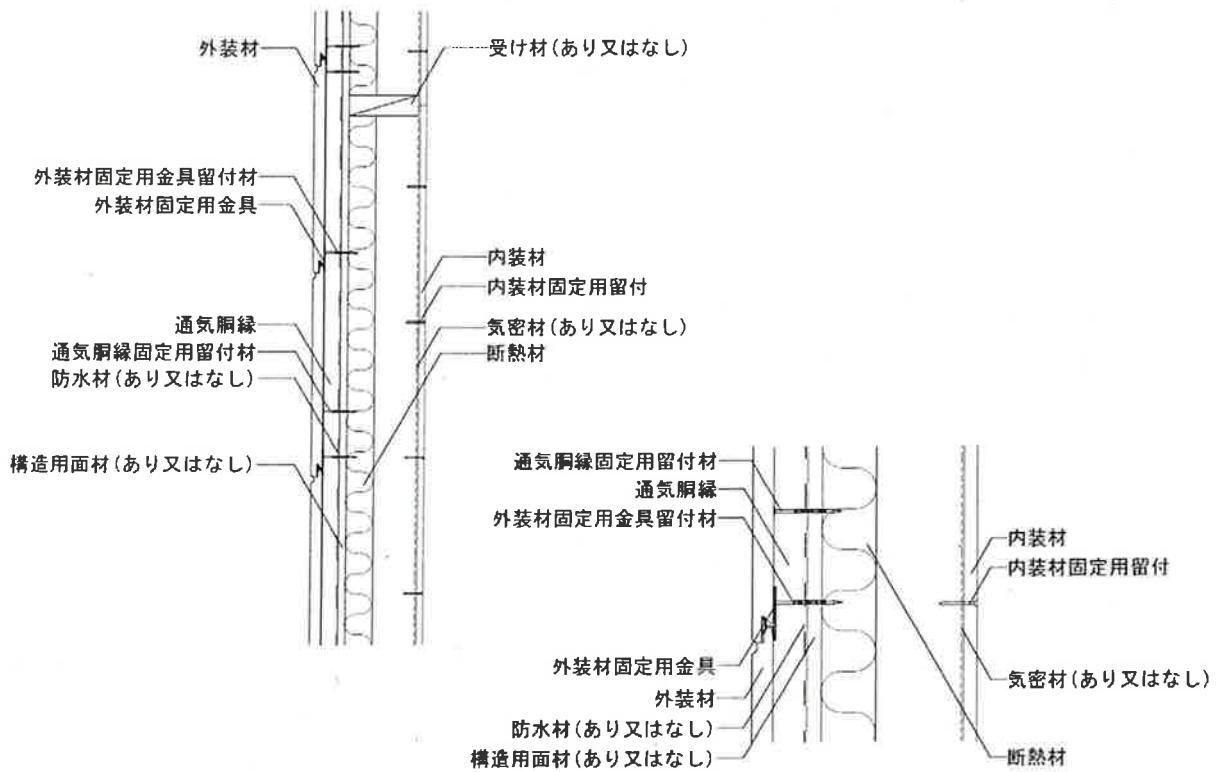 外装材
受け材(あり又はなし)
外装材固定用金具留付材
外装材固定用金具
内装材
内装材固定用留付
通気胴縁
気密材(あり又はなし)
通気胴縁固定用留付材
断熱材
防水材(あり又はなし)
構造用面材(あり又はなし)
通気胴縁固定用留付材
通気胴縁
外装材固定用金具留付材
内装材
内装材固定用留付
外装材固定用金具
気密材(あり又はなし)
外装材
防水材(あり又はなし)
構造用面材(あり又はなし)
断熱材